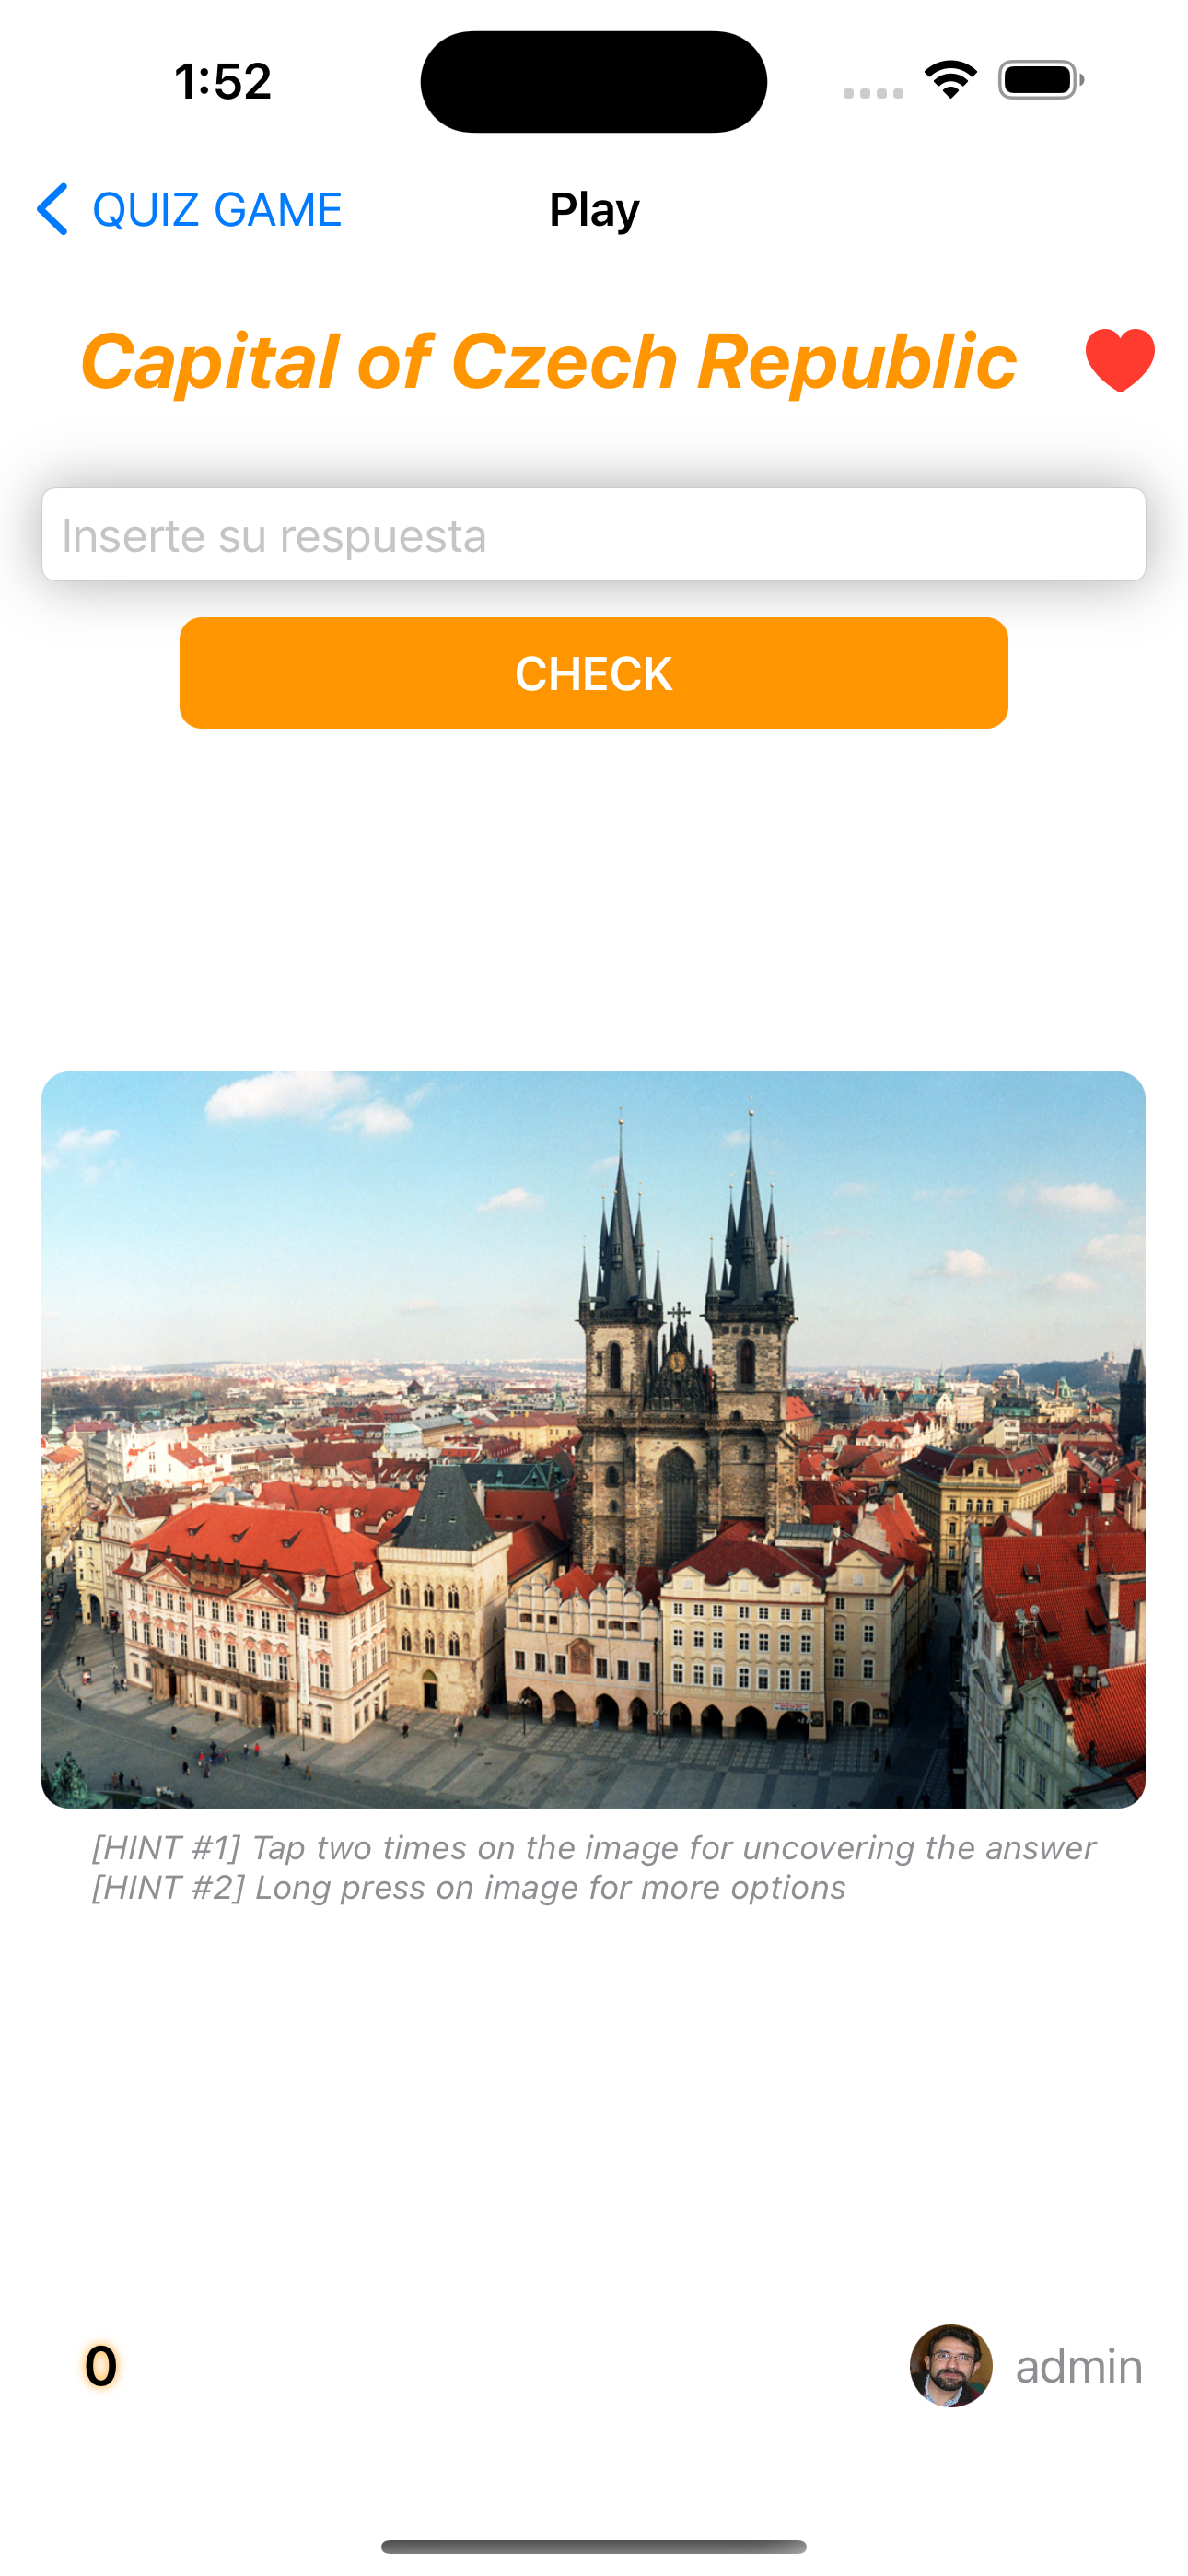 1:52
QUIZ GAME
Play
Capital of Czech Republic
Inserte su respuesta
CHECK
[HINT #1] Tap two times on the image for uncovering the answer
[HINT #2] Long press on image for more options
0
admin